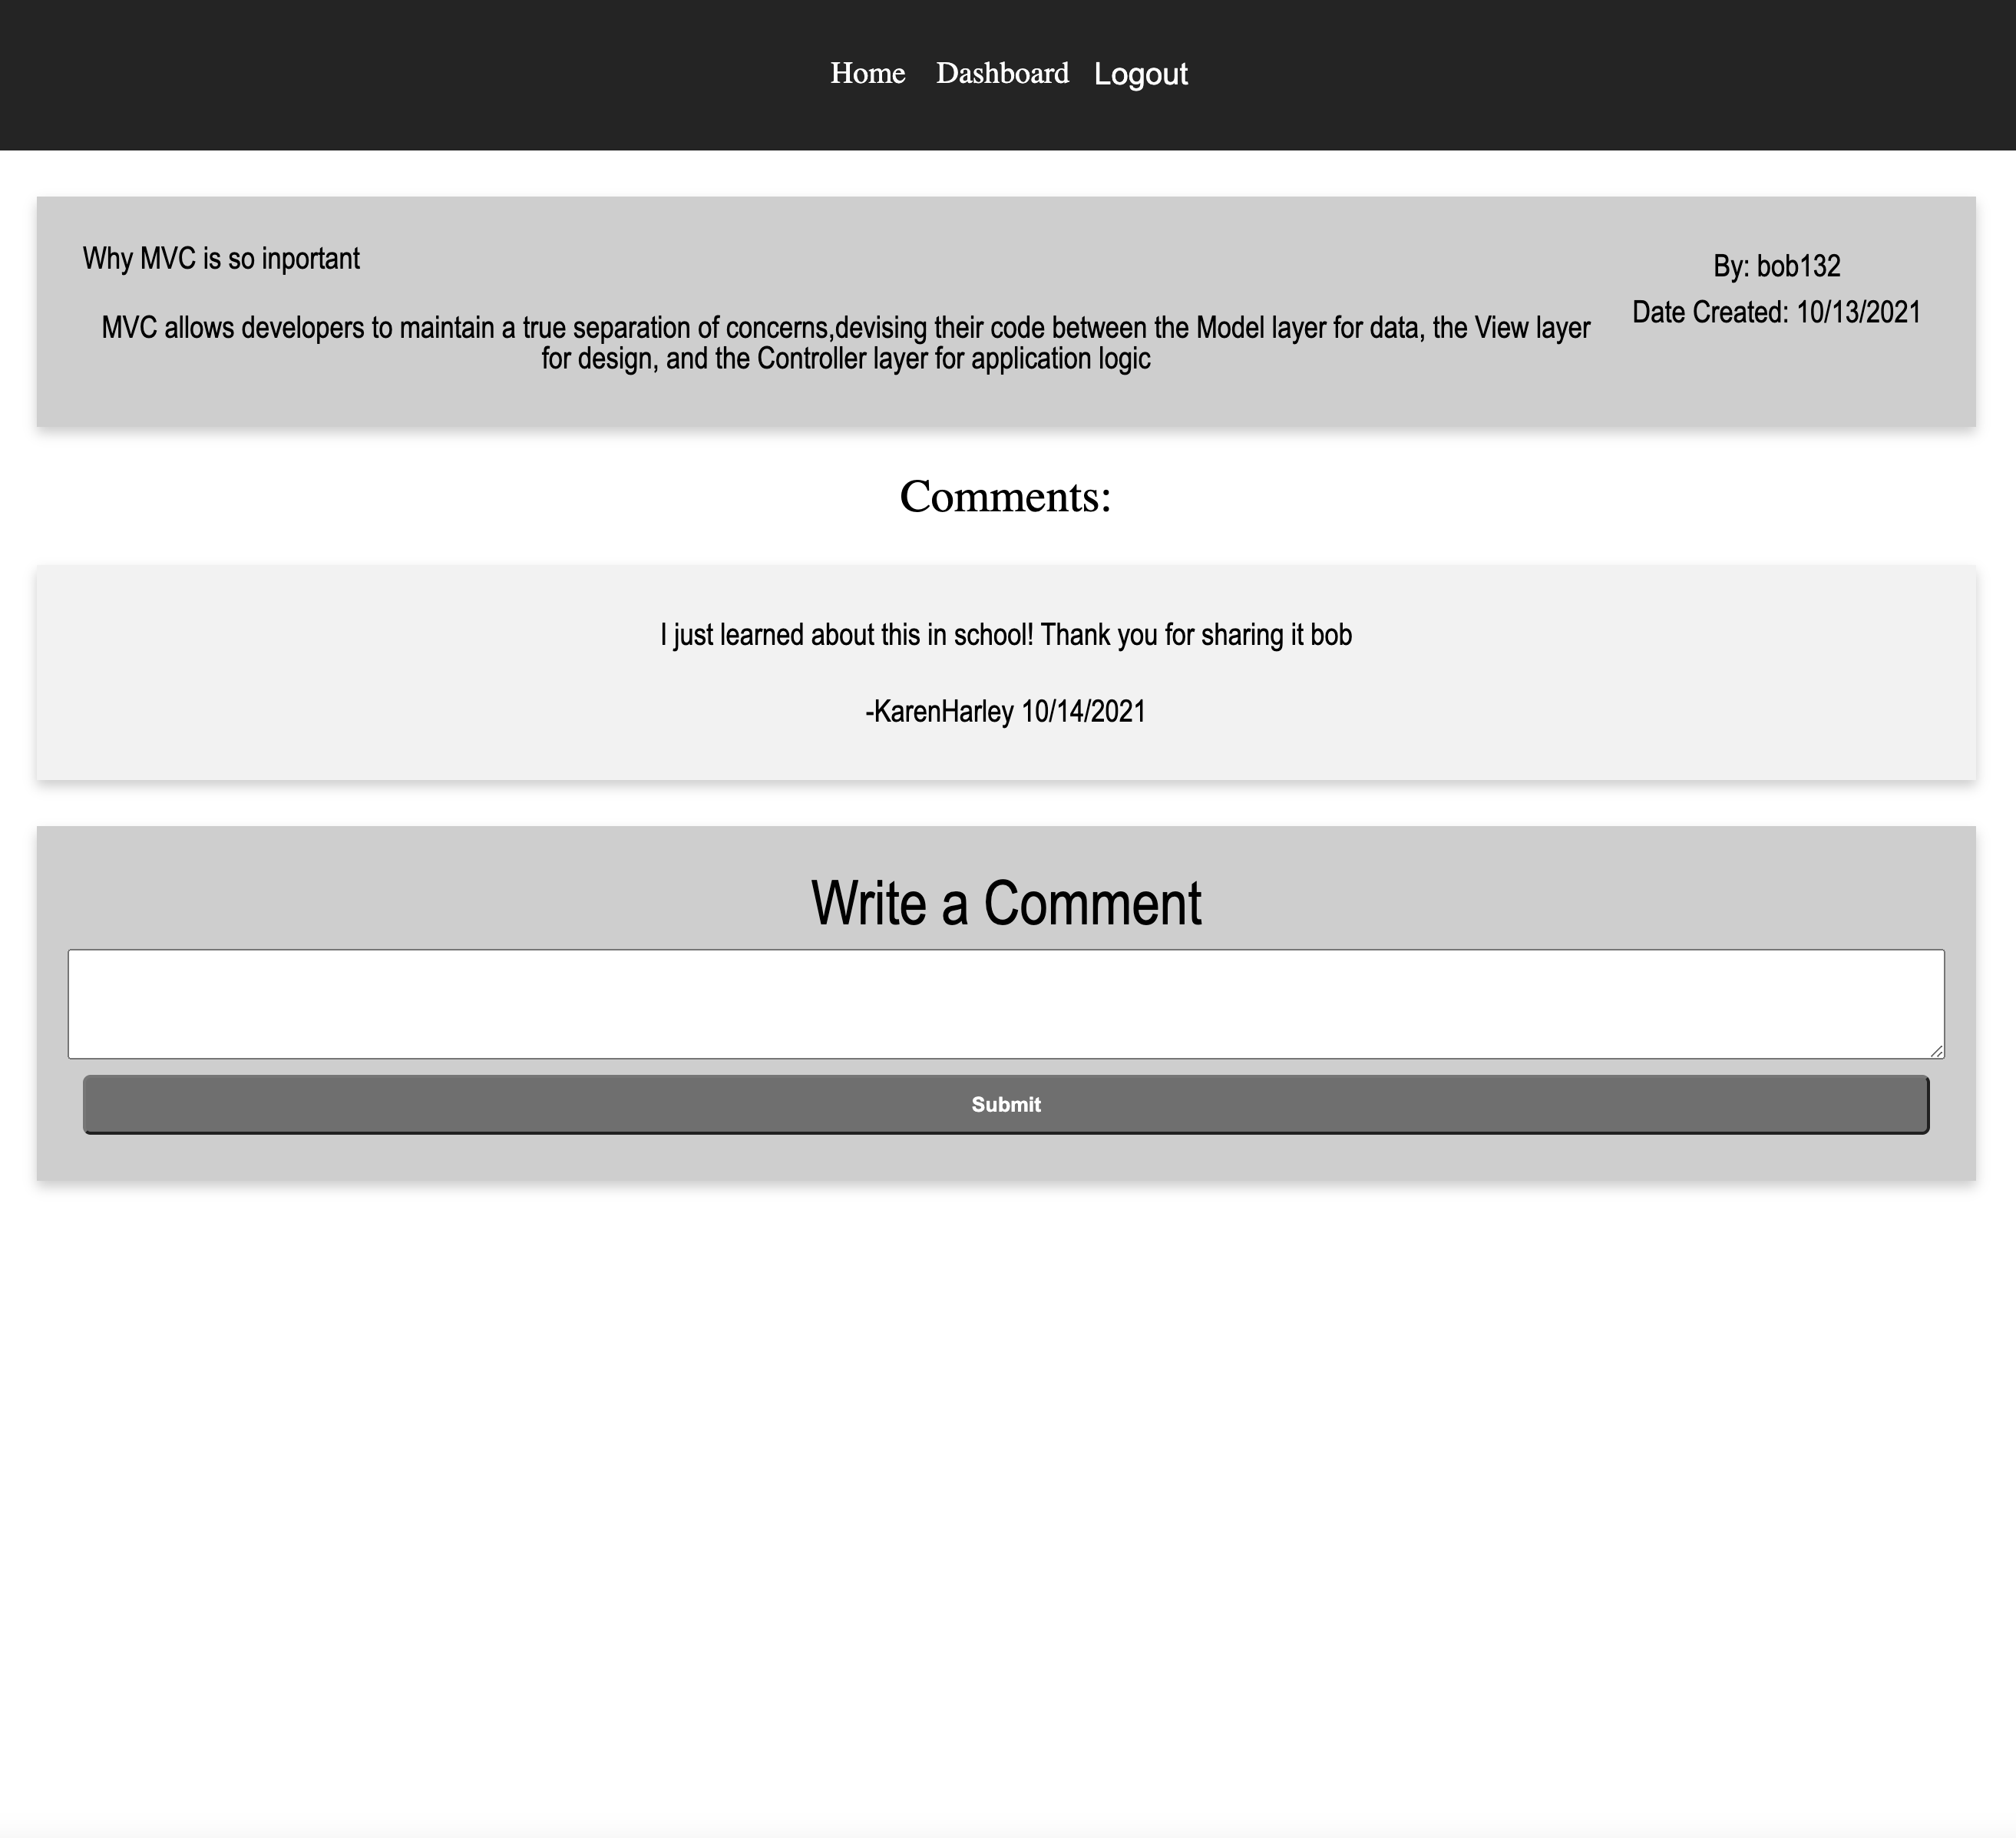 Home Dashboard Logout
Why MVC is so inportant
By: bob132
Date Created: 10/13/2021
MVC allows developers to maintain a true separation of concerns,devising their code between the Model layer for data, the View layer
for design, and the Controller layer for application logic
Comments:
I just learned about this in school! Thank you for sharing it bob
-KarenHarley 10/14/2021
Write a Comment
Submit